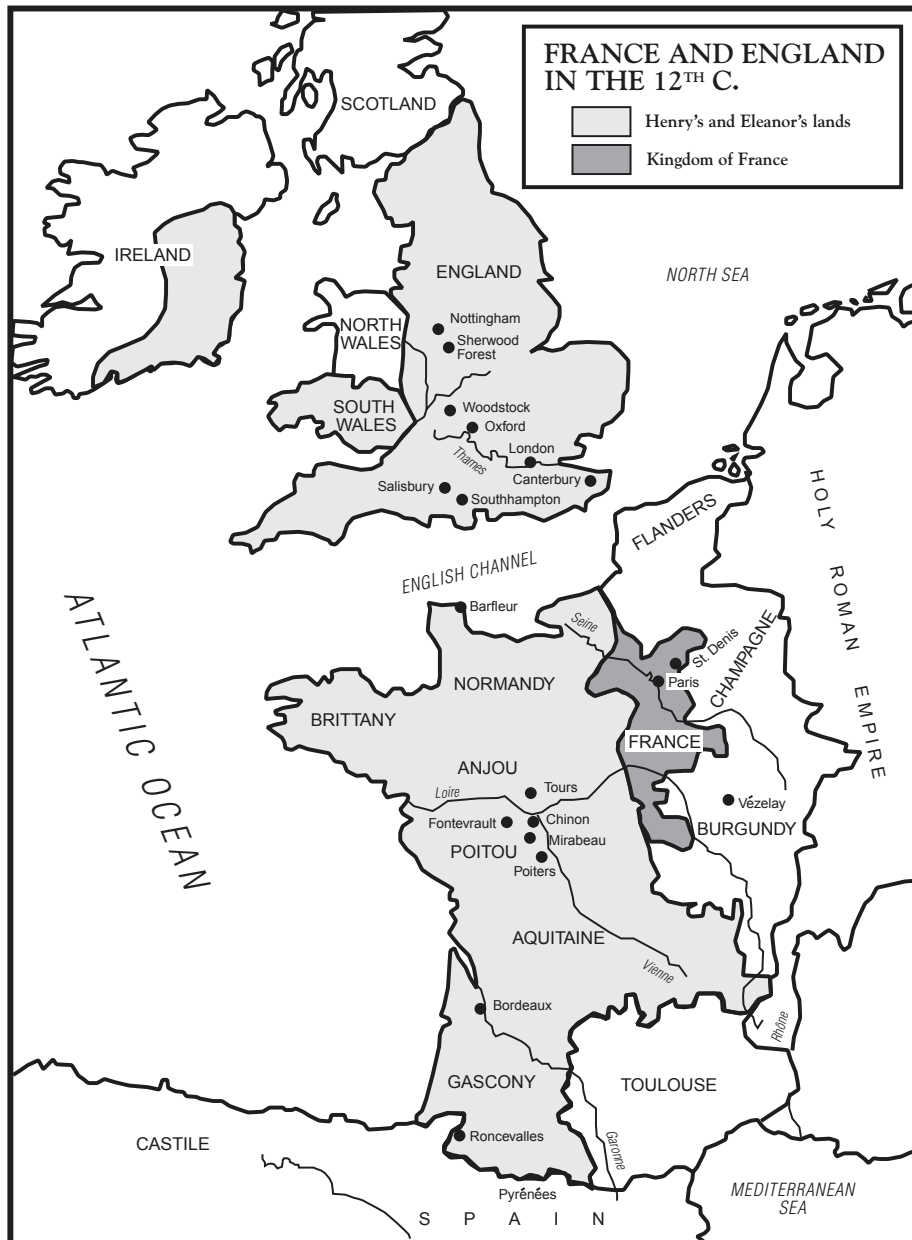 FRANCE AND ENGLAND
IN THE 12TH C.
Henry's and Eleanor's lands
Kingdom of France
SCOTLAND
IRELAND
ENGLAND
NORTH SEA
Nottingham
NORTH
WALES
Sherwood
Forest
SOUTH
WALES
Woodstock
Oxford
London
Thames
Canterbury
Salisbury
Southhampton
HOLY ROMAN EMPIRE
FLANDERS
ENGLISH CHANNEL
ATLANTIC OCEAN
Barfleur
Seine
St. Denis
CHAMPAGNE
Paris
NORMANDY
BRITTANY
FRANCE
ANJOU
Loire
Tours
Vézelay
Fontevrault
Chinon
BURGUNDY
Mirabeau
POITOU
Poiters
AQUITAINE
Vienne
Bordeaux
Rhône
GASCONY
TOULOUSE
CASTILE
Roncevalles
Garonne
Pyrénées
MEDITERRANEAN
SEA
SPAIN